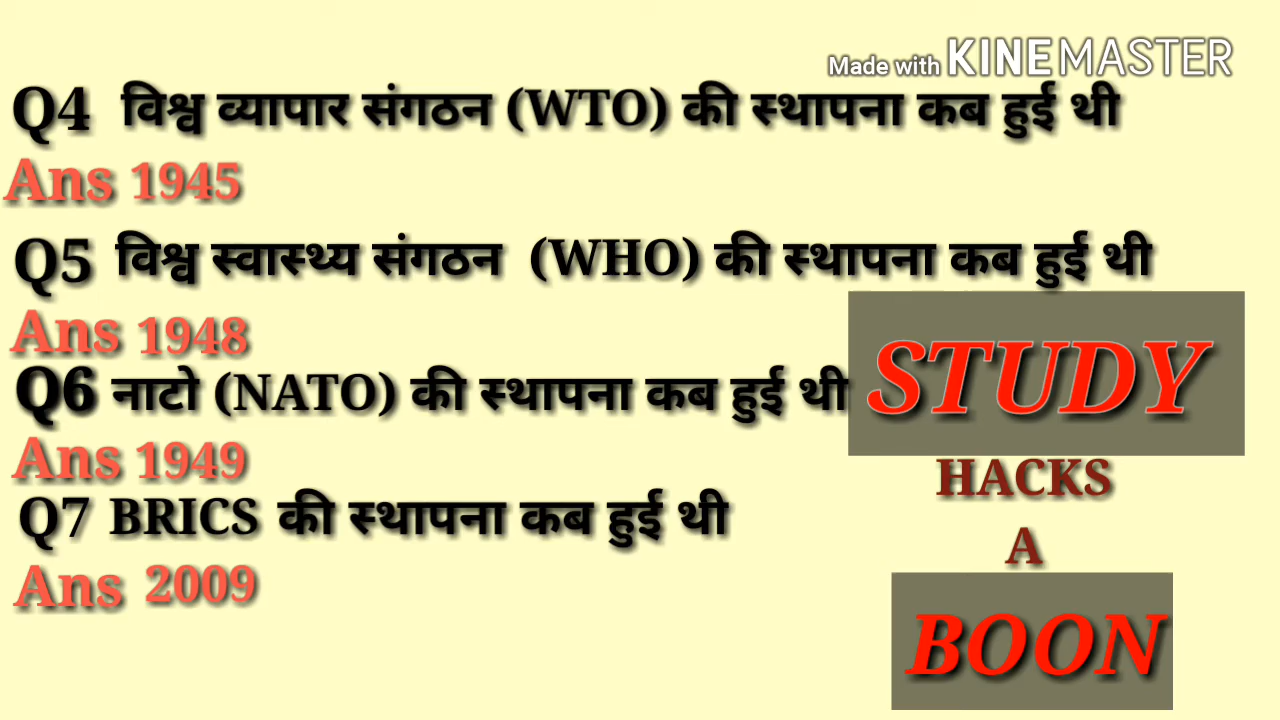 Made with KINEMASTER
Q4 विश्व व्यापार संगठन (WTO) की स्थापना कब हुई थी
Ans 1945
Q5 विश्व स्वास्थ्य संगठन (WHO) की स्थापना कब हुई थी
Ans 1948
Q6 नाटो (NATO) की स्थापना कब हुई थी
Ans 1949
Q7 BRICS की स्थापना कब हुई थी
Ans 2009
STUDY
HACKS
A
BOON